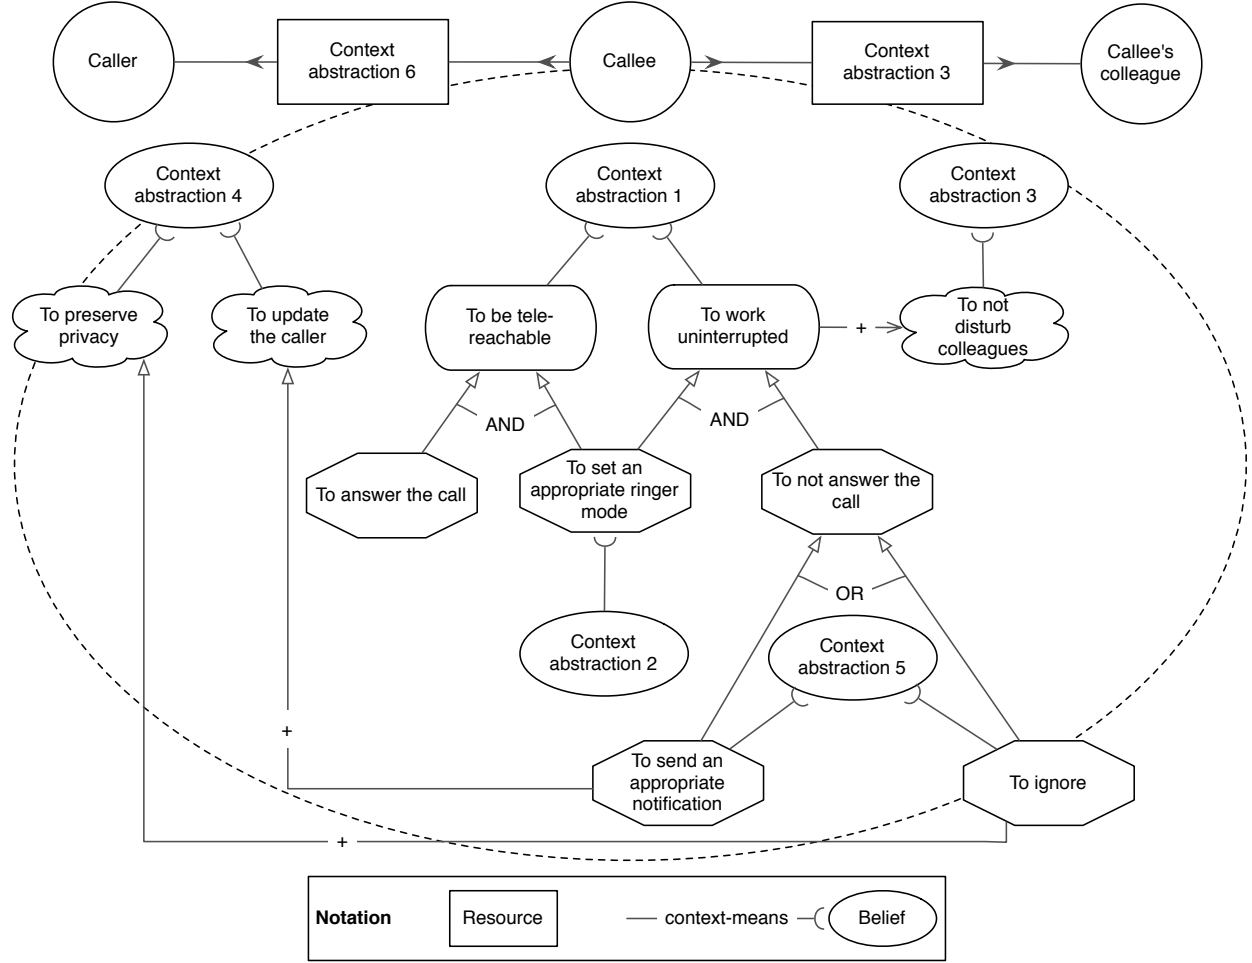 Caller
Context
abstraction 6
Callee
Context
abstraction 3
Callee's
colleague
Context
abstraction 4
Context
abstraction 1
Context
abstraction 3
To preserve
privacy
To update
the caller
To be tele-
reachable
To work
uninterrupted
+
To not
disturb
colleagues
AND
AND
To answer the call
To set an
appropriate ringer
mode
To not answer the
call
OR
Context
abstraction 2
Context
abstraction 5
+
To send an
appropriate
notification
To ignore
+
Notation
Resource
context-means
Belief